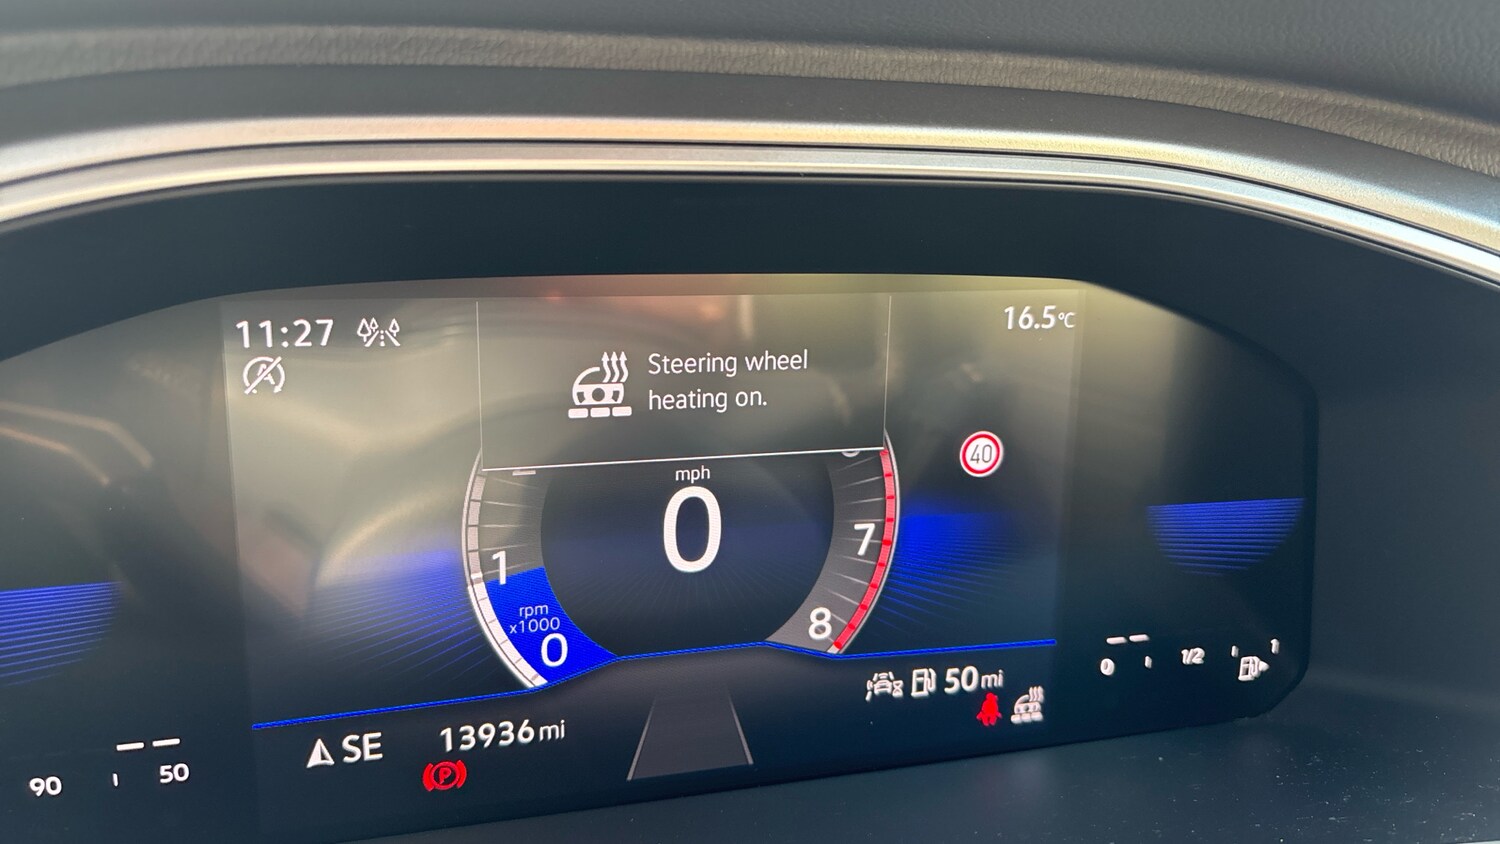 11:27
16.5°C
Steering wheel
heating on.
40
mph
0
1
7
rpm
x1000
0
8
50mi
0
1/2
1
SE
13936mi
P
90
50